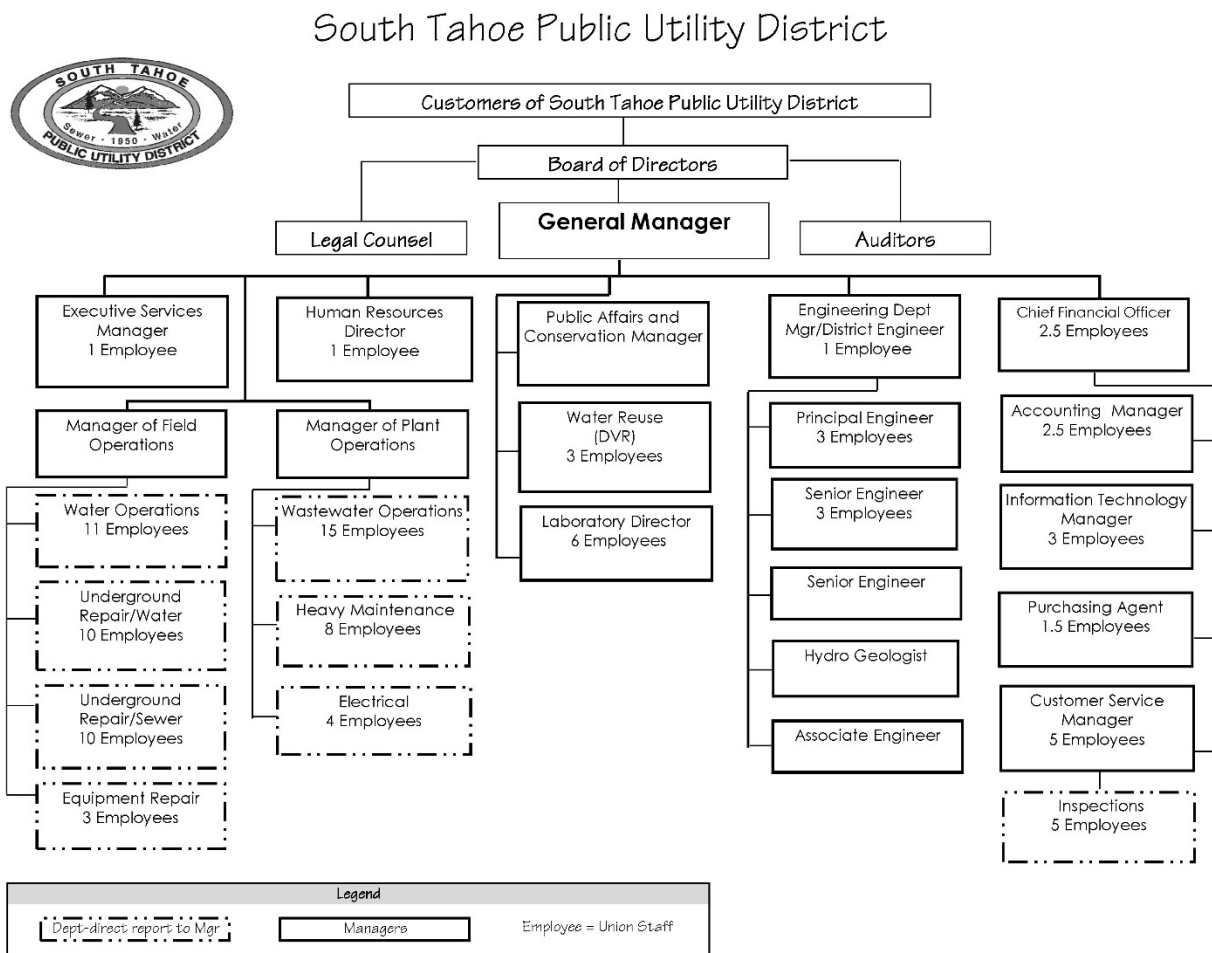 South Tahoe Public Utility District
SOUTH TAHOE
Sewer · 1950 · Water
PUBLIC UTILITY DISTRICT
Customers of South Tahoe Public Utility District
Board of Directors
Legal Counsel
General Manager
Auditors
Executive Services
Manager
1 Employee
Human Resources
Director
1 Employee
Public Affairs and
Conservation Manager
Engineering Dept
Mgr/District Engineer
1 Employee
Chief Financial Officer
2.5 Employees
Manager of Field
Operations
Manager of Plant
Operations
Water Reuse
(DVR)
3 Employees
Principal Engineer
3 Employees
Accounting Manager
2.5 Employees
Water Operations
11 Employees
Wastewater Operations
15 Employees
Laboratory Director
6 Employees
Senior Engineer
3 Employees
Information Technology
Manager
3 Employees
Underground
Repair/Water
10 Employees
Heavy Maintenance
8 Employees
Senior Engineer
Purchasing Agent
1.5 Employees
Underground
Repair/Sewer
10 Employees
Electrical
4 Employees
Hydro Geologist
Customer Service
Manager
5 Employees
Associate Engineer
Equipment Repair
3 Employees
Inspections
5 Employees
Legend
Dept-direct report to Mgr
Managers
Employee = Union Staff